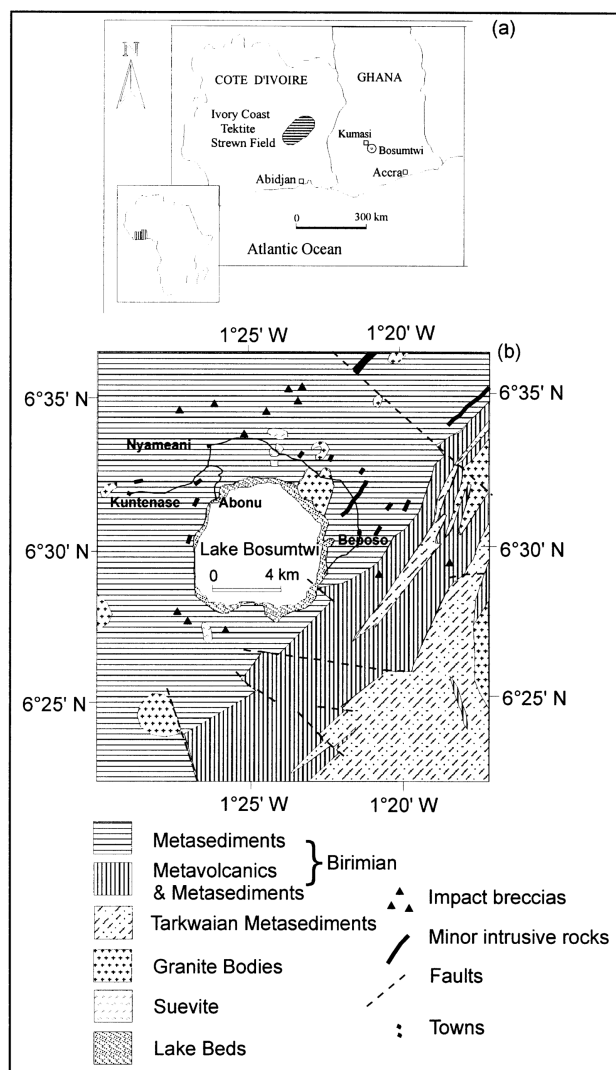 (a)
N
COTE D'IVOIRE
GHANA
Ivory Coast
Tektite
Strewn Field
Kumasi
Bosumtwi
Abidjan
Accra
0 300 km
Atlantic Ocean
1°25' W 1°20' W
(b)
6°35' N 6°35' N
Nyameani
Kuntenase
Abonu
Beposo
6°30' N 6°30' N
Lake Bosumtwi
0 4 km
6°25' N 6°25' N
1°25' W 1°20' W
Metasediments
Metavolcanics
& Metasediments
Birimian
Tarkwaian Metasediments
Granite Bodies
Suevite
Lake Beds
Impact breccias
Minor intrusive rocks
Faults
Towns